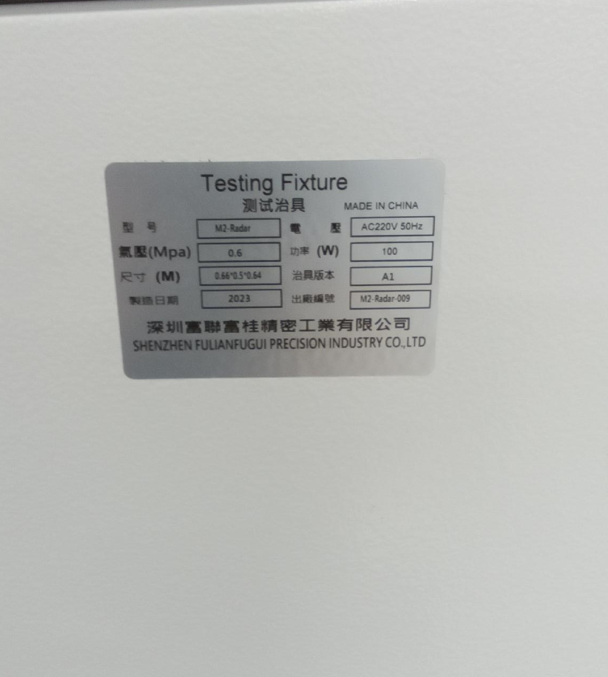 Testing Fixture
测试治具 MADE IN CHINA
型 号 M2-Radar 電 壓 AC220V 50Hz
氣壓(Mpa) 0.6 功率 (W) 100
尺寸 (M) 0.66*0.5*0.64 治具版本 A1
製造日期 2023 出廠編號 M2-Radar-009
深圳富聯富桂精密工業有限公司
SHENZHEN FULIANFUGUI PRECISION INDUSTRY CO.,LTD